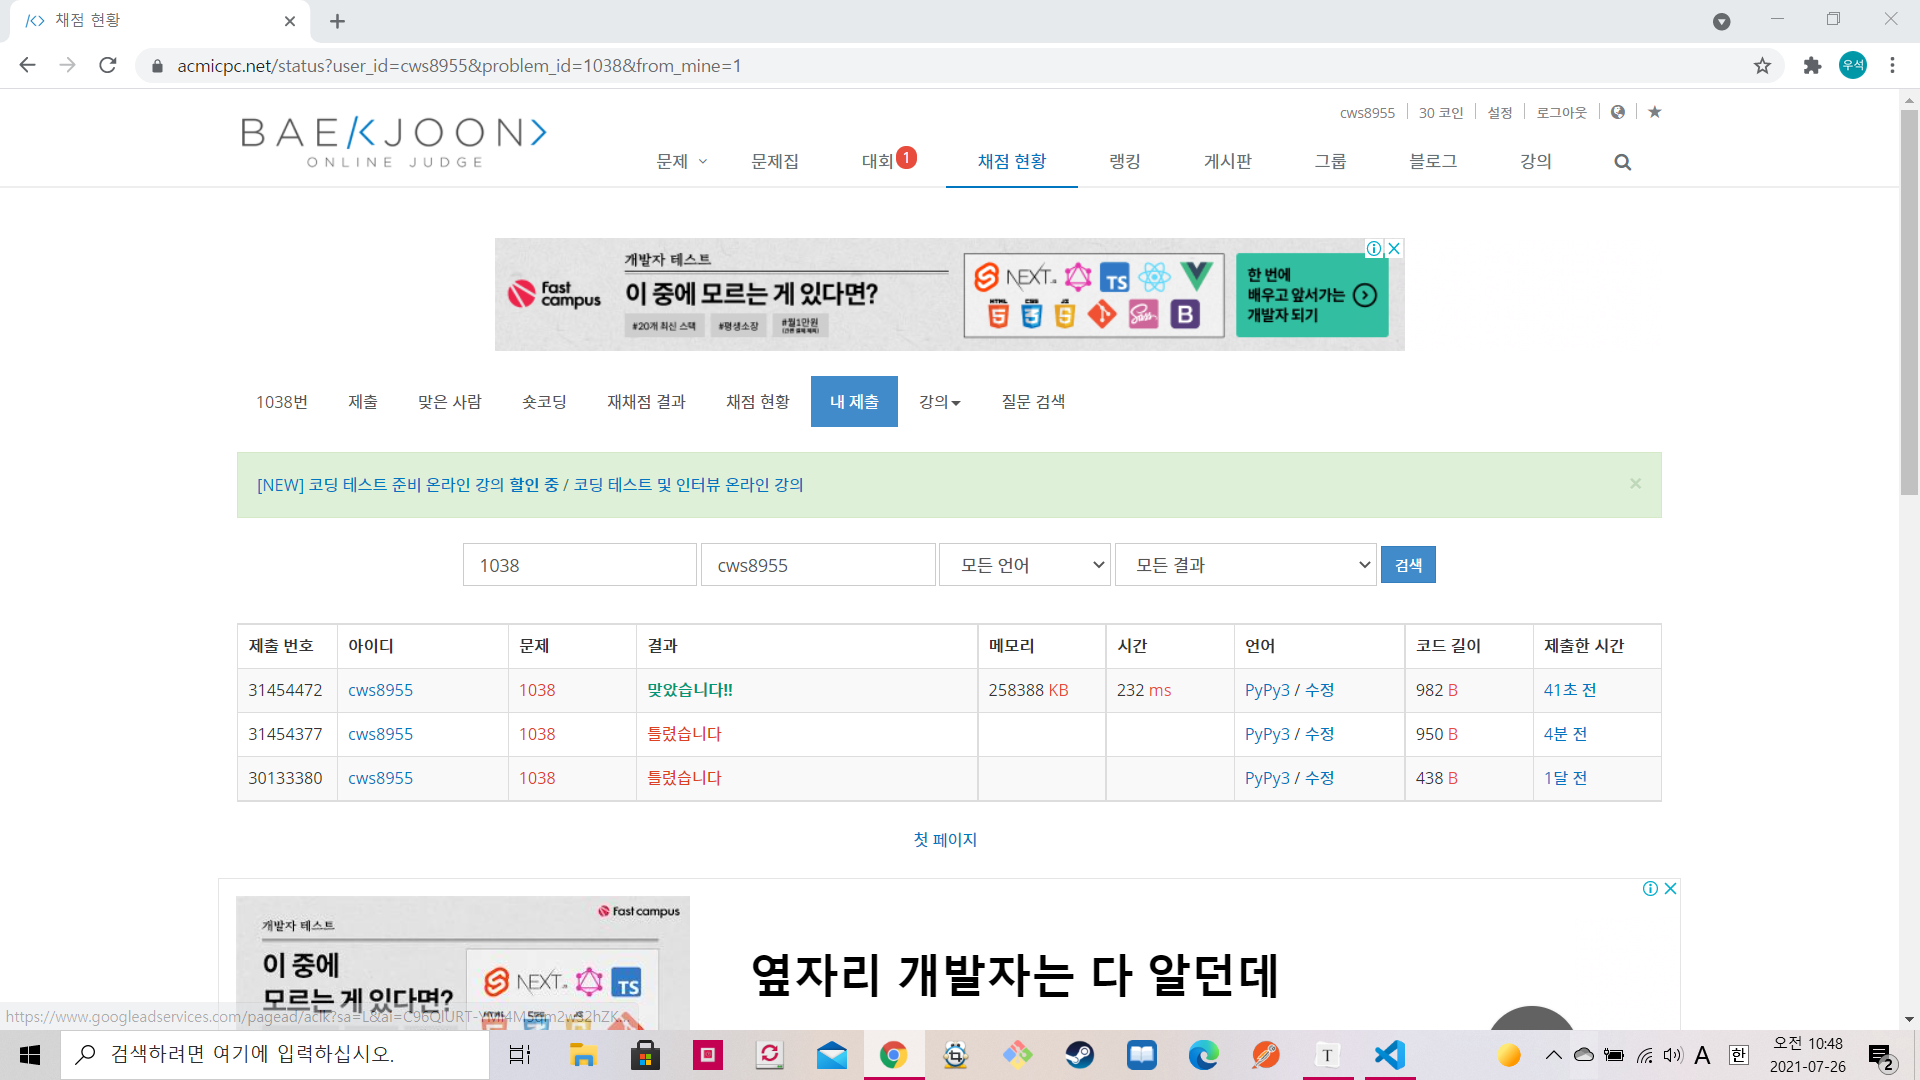 채점 현황
acmicpc.net/status?user_id=cws8955&problem_id=1038&from_mine=1
우석
cws8955 30 코인 설정 로그아웃
BAEKJOON
ONLINE JUDGE
문제 문제집 대회 1 채점 현황 랭킹 게시판 그룹 블로그 강의
Fast campus
개발자 테스트
이 중에 모르는 게 있다면?
#20개 최신 스택 #평생소장 #월1만원
NEXT.js TS
HTML CSS JS Sass B
한 번에
배우고 앞서가는
개발자 되기
1038번 제출 맞은 사람 숏코딩 재채점 결과 채점 현황 내 제출 강의 질문 검색
[NEW] 코딩 테스트 준비 온라인 강의 할인 중 / 코딩 테스트 및 인터뷰 온라인 강의 ×
1038 cws8955 모든 언어 모든 결과 검색
제출 번호 아이디 문제 결과 메모리 시간 언어 코드 길이 제출한 시간
31454472 cws8955 1038 맞았습니다!! 258388 KB 232 ms PyPy3 / 수정 982 B 41초 전
31454377 cws8955 1038 틀렸습니다 PyPy3 / 수정 950 B 4분 전
30133380 cws8955 1038 틀렸습니다 PyPy3 / 수정 438 B 1달 전
첫 페이지
Fast campus
개발자 테스트
이 중에
모르는 게 있다면?
NEXT.js TS
옆자리 개발자는 다 알던데
검색하려면 여기에 입력하십시오.
T
A 한
오전 10:48
2021-07-26
2